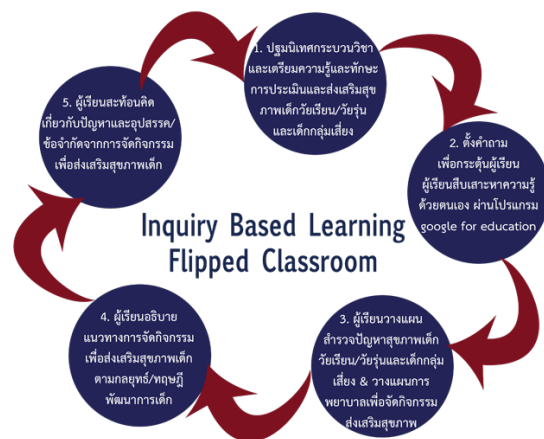 1. ปฐมนิเทศกระบวนวิชา
และเตรียมความรู้และทักษะ
การประเมินและส่งเสริมสุข
ภาพเด็กวัยเรียน/วัยรุ่น
และเด็กกลุ่มเสี่ยง
2. ตั้งคำถาม
เพื่อกระตุ้นผู้เรียน
ผู้เรียนสืบเสาะหาความรู้
ด้วยตนเอง ผ่านโปรแกรม
google for education
3. ผู้เรียนวางแผน
สำรวจปัญหาสุขภาพเด็ก
วัยเรียน/วัยรุ่นและเด็กกลุ่ม
เสี่ยง & วางแผนการ
พยาบาลเพื่อจัดกิจกรรม
ส่งเสริมสุขภาพ
4. ผู้เรียนอธิบาย
แนวทางการจัดกิจกรรม
เพื่อส่งเสริมสุขภาพเด็ก
ตามกลยุทธ์/ทฤษฎี
พัฒนาการเด็ก
5. ผู้เรียนสะท้อนคิด
เกี่ยวกับปัญหาและอุปสรรค/
ข้อจำกัดจากการจัดกิจกรรม
เพื่อส่งเสริมสุขภาพเด็ก
Inquiry Based Learning
Flipped Classroom